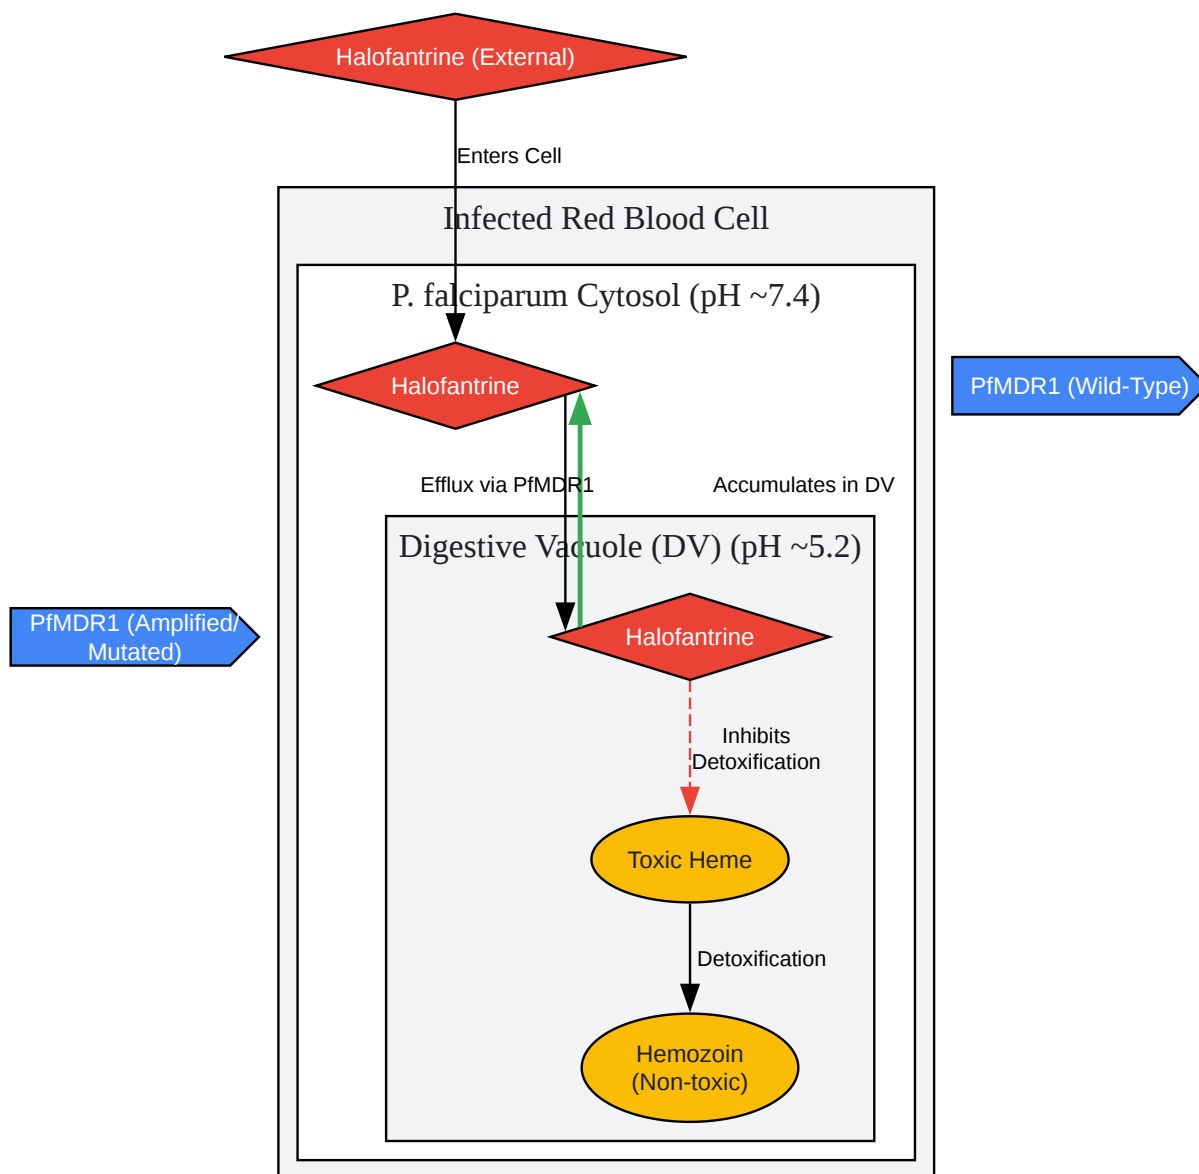 Halofantrine (External)
Enters Cell
Infected Red Blood Cell
P. falciparum Cytosol (pH ~7.4)
Halofantrine
PfMDR1 (Wild-Type)
Efflux via PfMDR1
Accumulates in DV
Digestive Vacuole (DV) (pH ~5.2)
PfMDR1 (Amplified/
Mutated)
Halofantrine
Inhibits
Detoxification
Toxic Heme
Detoxification
Hemozoin
(Non-toxic)